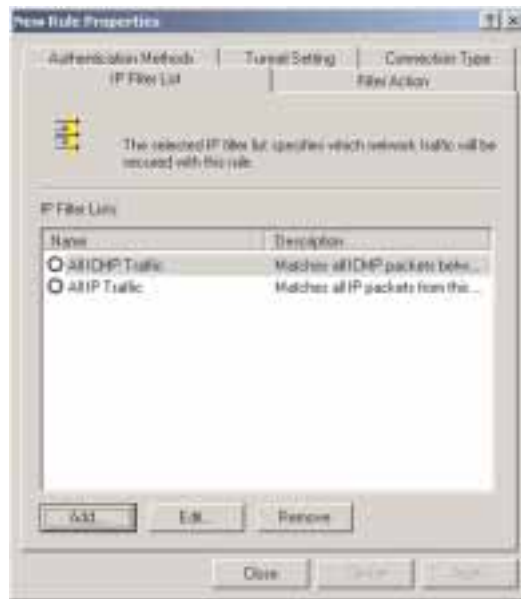 New Rule Properties
Authentication Methods
Tunnel Setting
Connection Type
IP Filter List
Filter Action
The selected IP filter list specifies which network traffic will be
secured with this rule.
IP Filter Lists
Name
Description
All ICMP Traffic
Matches all ICMP packets betw...
All IP Traffic
Matches all IP packets from this ...
Add...
Edit...
Remove
Close